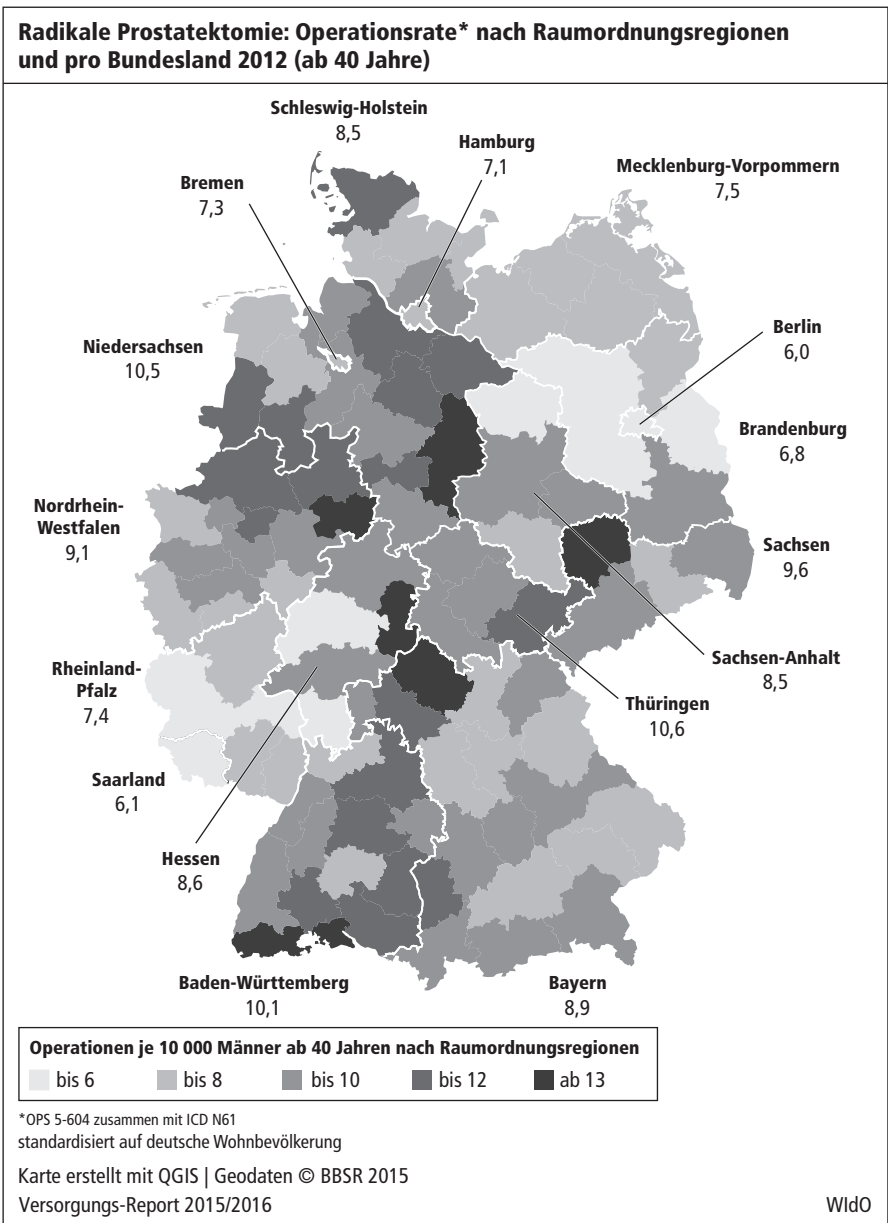 Radikale Prostatektomie: Operationsrate* nach Raumordnungsregionen
und pro Bundesland 2012 (ab 40 Jahre)
Schleswig-Holstein
8,5
Hamburg
7,1
Mecklenburg-Vorpommern
7,5
Bremen
7,3
Berlin
6,0
Niedersachsen
10,5
Brandenburg
6,8
Nordrhein-
Westfalen
9,1
Sachsen
9,6
Sachsen-Anhalt
8,5
Rheinland-
Pfalz
7,4
Thüringen
10,6
Saarland
6,1
Hessen
8,6
Baden-Württemberg
10,1
Bayern
8,9
Operationen je 10 000 Männer ab 40 Jahren nach Raumordnungsregionen
bis 6 bis 8 bis 10 bis 12 ab 13
*OPS 5-604 zusammen mit ICD N61
standardisiert auf deutsche Wohnbevölkerung
Karte erstellt mit QGIS | Geodaten © BBSR 2015
Versorgungs-Report 2015/2016
WIdO